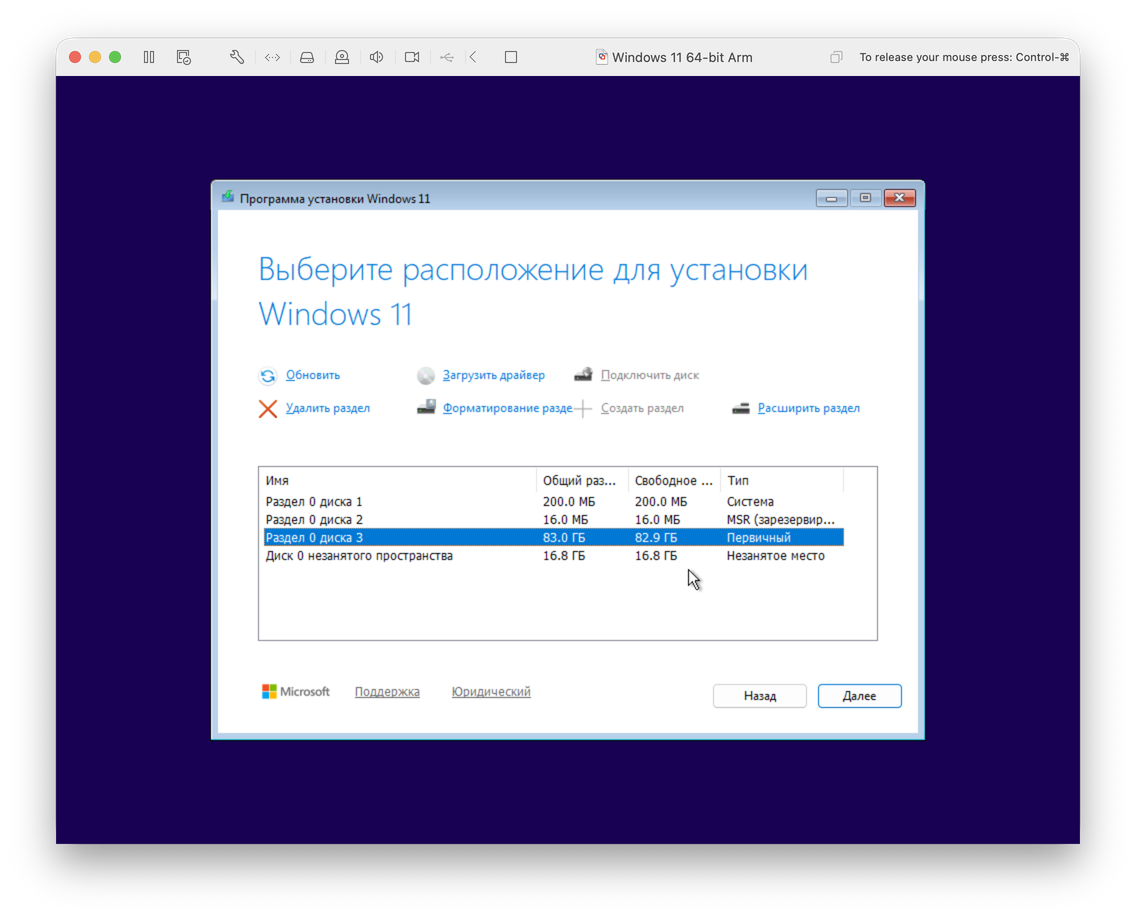 Windows 11 64-bit Arm
To release your mouse press: Control-⌘
Программа установки Windows 11
Выберите расположение для установки
Windows 11
Обновить
Загрузить драйвер
Подключить диск
Удалить раздел
Форматирование разде
Создать раздел
Расширить раздел
Имя Общий раз... Свободное ... Тип
Раздел 0 диска 1 200.0 МБ 200.0 МБ Система
Раздел 0 диска 2 16.0 МБ 16.0 МБ MSR (зарезервир...
Раздел 0 диска 3 83.0 ГБ 82.9 ГБ Первичный
Диск 0 незанятого пространства 16.8 ГБ 16.8 ГБ Незанятое место
Microsoft
Поддержка
Юридический
Назад
Далее